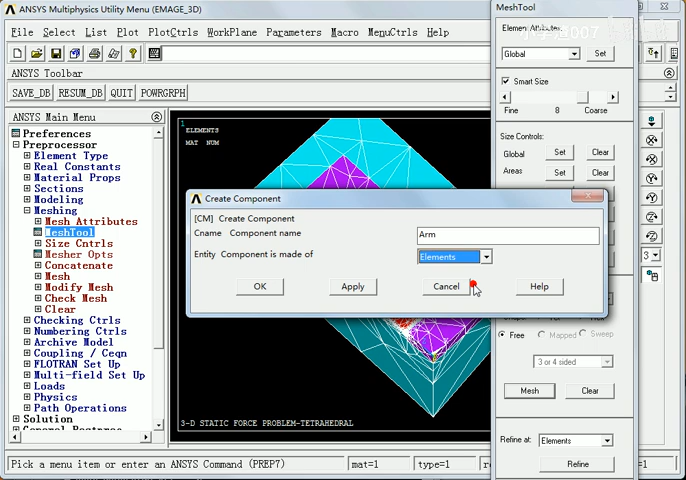 ANSYS Multiphysics Utility Menu (EMAGE_3D)
File Select List Plot PlotCtrls WorkPlane Parameters Macro MenuCtrls Help
ANSYS Toolbar
SAVE_DB RESUM_DB QUIT POWRGRPH
ANSYS Main Menu
Preferences
Preprocessor
Element Type
Real Constants
Material Props
Sections
Modeling
Meshing
Mesh Attributes
MeshTool
Size Cntrls
Mesher Opts
Concatenate
Mesh
Modify Mesh
Check Mesh
Clear
Checking Ctrls
Numbering Ctrls
Archive Model
Coupling / Ceqn
FLOTRAN Set Up
Multi-field Set Up
Loads
Physics
Path Operations
Solution
1
ELEMENTS
MAT NUM
3-D STATIC FORCE PROBLEM-TETRAHEDRAL
Create Component
[CM] Create Component
Cname Component name
Arm
Entity Component is made of
Elements
OK Apply Cancel Help
MeshTool
Element Attributes:
Global Set
Smart Size
Fine 8 Coarse
Size Controls:
Global Set Clear
Areas Set Clear
Free Mapped Sweep
3 or 4 sided
Mesh Clear
Refine at: Elements
Refine
3
Pick a menu item or enter an ANSYS Command (PREP7)
mat=1
type=1